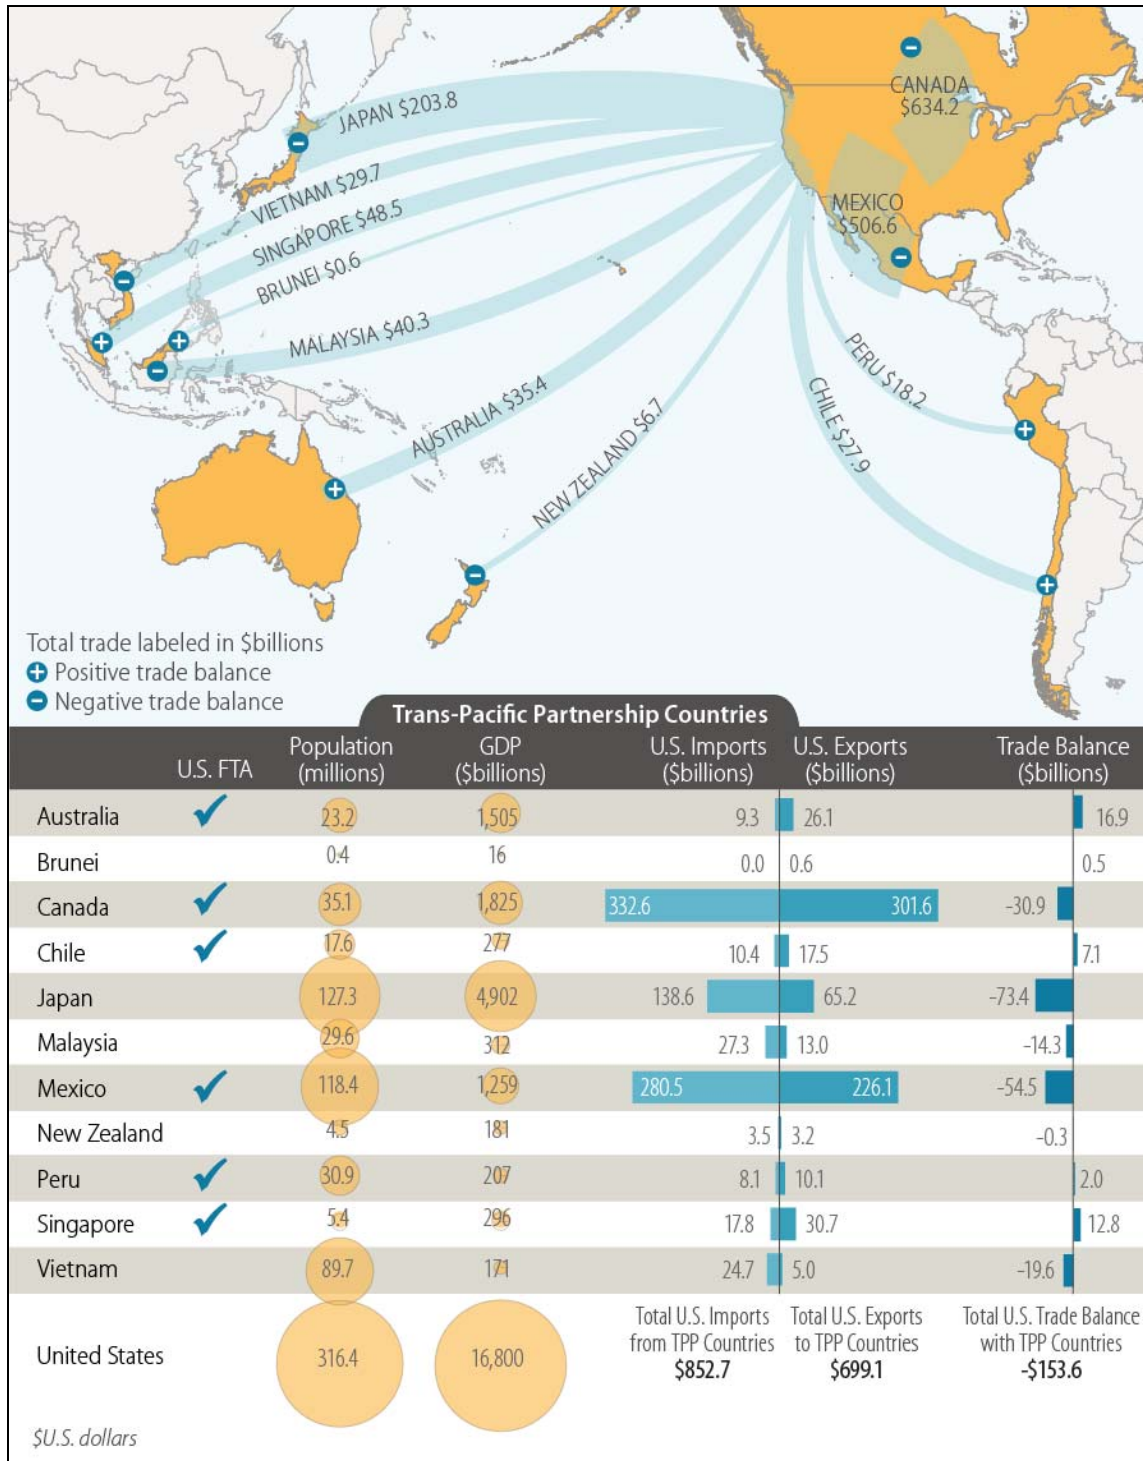 JAPAN $203.8
VIETNAM $29.7
SINGAPORE $48.5
BRUNEI $0.6
MALAYSIA $40.3
AUSTRALIA $35.4
NEW ZEALAND $6.7
CANADA
$634.2
MEXICO
$506.6
PERU $18.2
CHILE $27.9
Total trade labeled in $billions
+ Positive trade balance
- Negative trade balance
Trans-Pacific Partnership Countries
U.S. FTA Population (millions) GDP ($billions) U.S. Imports ($billions) U.S. Exports ($billions) Trade Balance ($billions)
Australia ✓ 23.2 1,505 9.3 26.1 16.9
Brunei 0.4 16 0.0 0.6 0.5
Canada ✓ 35.1 1,825 332.6 301.6 -30.9
Chile ✓ 17.6 277 10.4 17.5 7.1
Japan 127.3 4,902 138.6 65.2 -73.4
Malaysia 29.6 312 27.3 13.0 -14.3
Mexico ✓ 118.4 1,259 280.5 226.1 -54.5
New Zealand 4.5 181 3.5 3.2 -0.3
Peru ✓ 30.9 207 8.1 10.1 2.0
Singapore ✓ 5.4 296 17.8 30.7 12.8
Vietnam 89.7 171 24.7 5.0 -19.6
United States 316.4 16,800
Total U.S. Imports
from TPP Countries
$852.7
Total U.S. Exports
to TPP Countries
$699.1
Total U.S. Trade Balance
with TPP Countries
-$153.6
$U.S. dollars